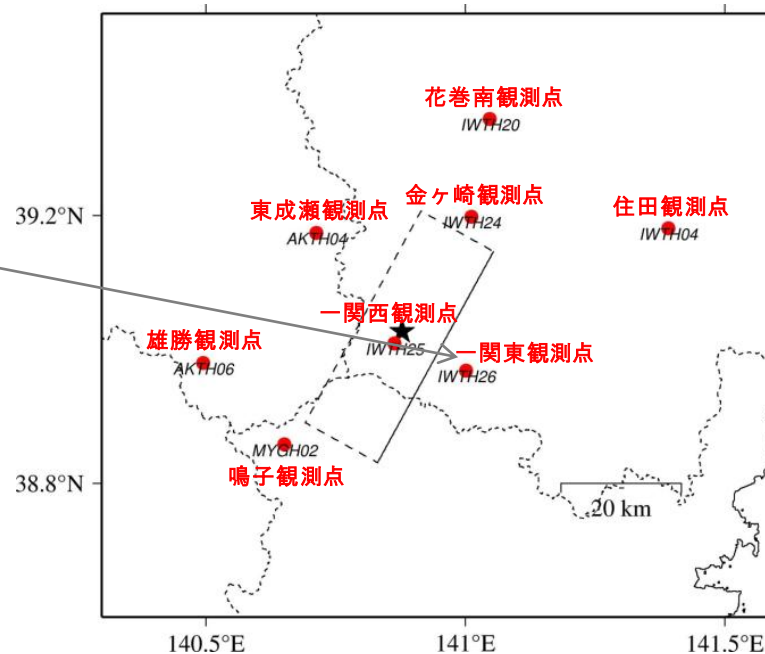 花巻南観測点
IWTH20
金ヶ崎観測点
IWTH24
住田観測点
IWTH04
東成瀬観測点
AKTH04
39.2°N
一関西観測点
IWTH25
雄勝観測点
AKTH06
一関東観測点
IWTH26
MYGH02
鳴子観測点
38.8°N
20 km
140.5°E
141°E
141.5°E